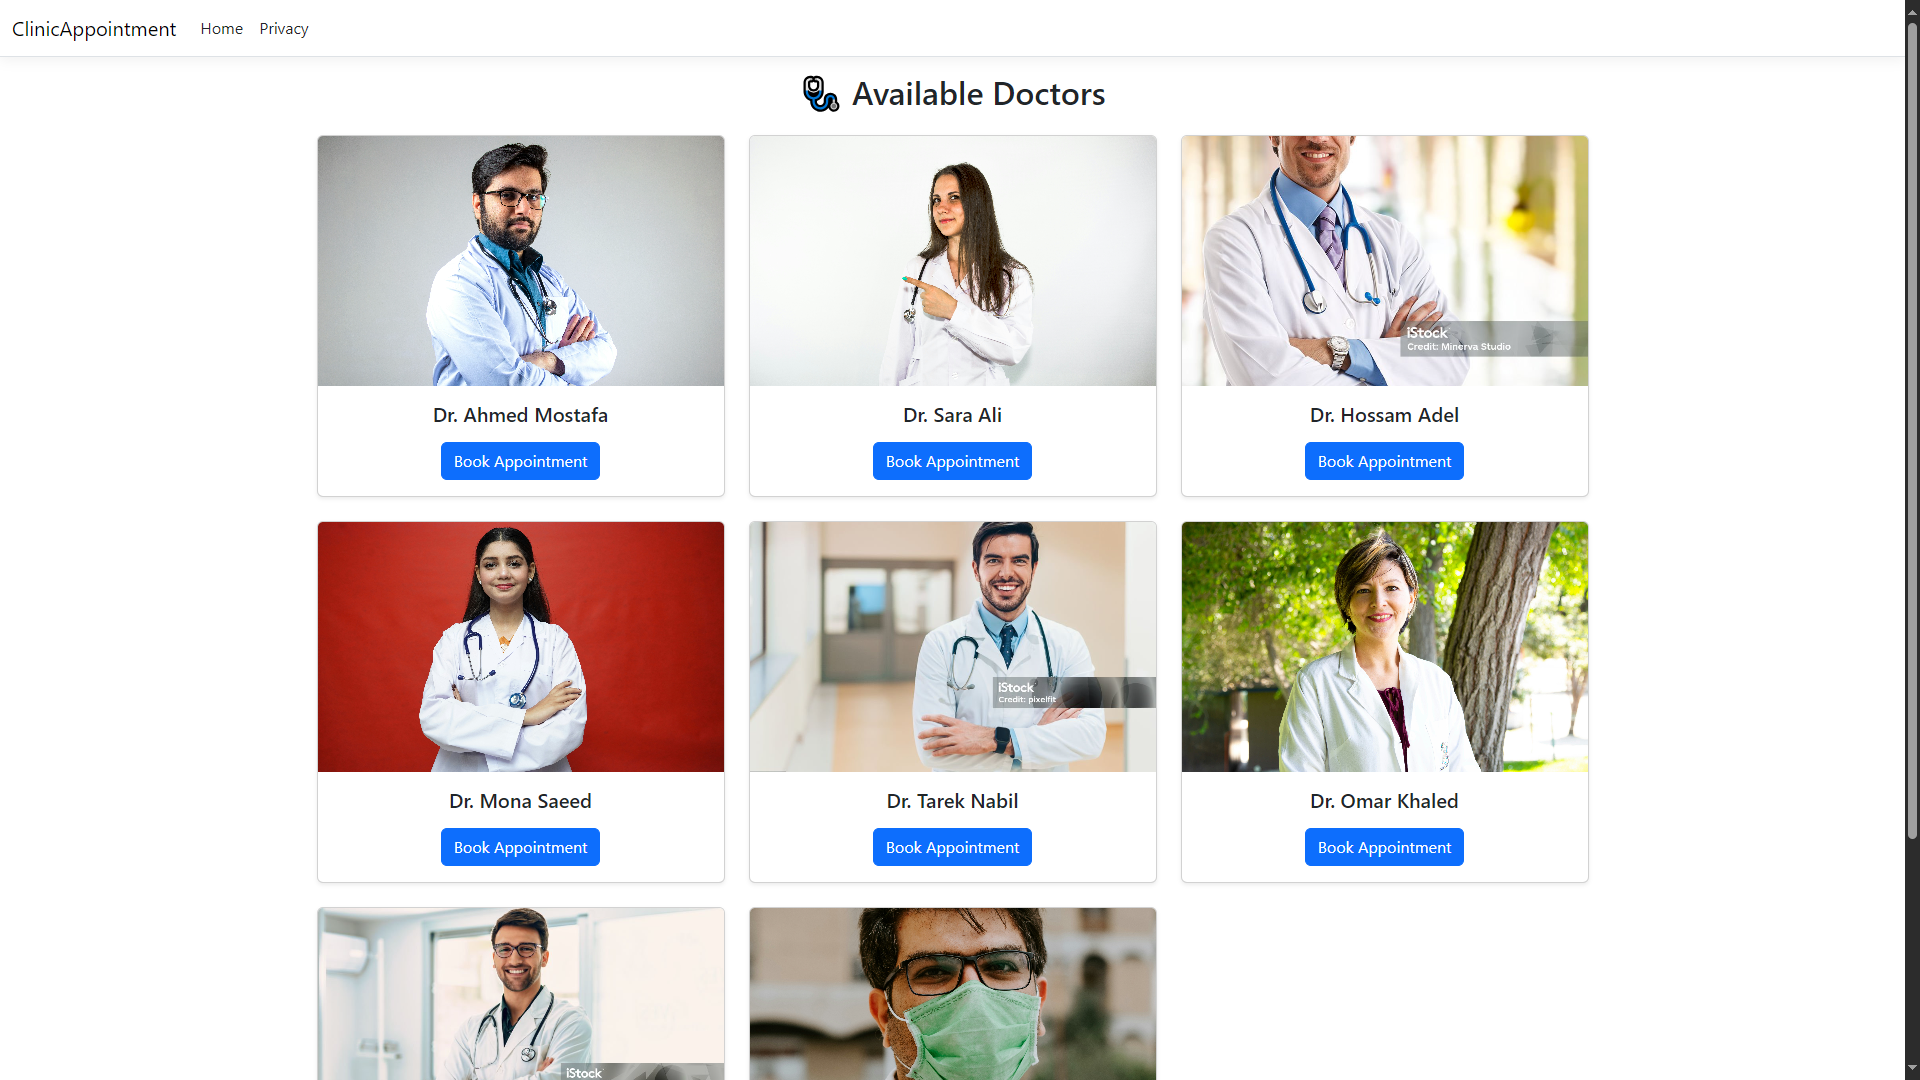 ClinicAppointment Home Privacy
Available Doctors
iStock
Credit: Minerva Studio
Dr. Ahmed Mostafa
Dr. Sara Ali
Dr. Hossam Adel
Book Appointment
Book Appointment
Book Appointment
iStock
Credit: pixelfit
Dr. Mona Saeed
Dr. Tarek Nabil
Dr. Omar Khaled
Book Appointment
Book Appointment
Book Appointment
iStock